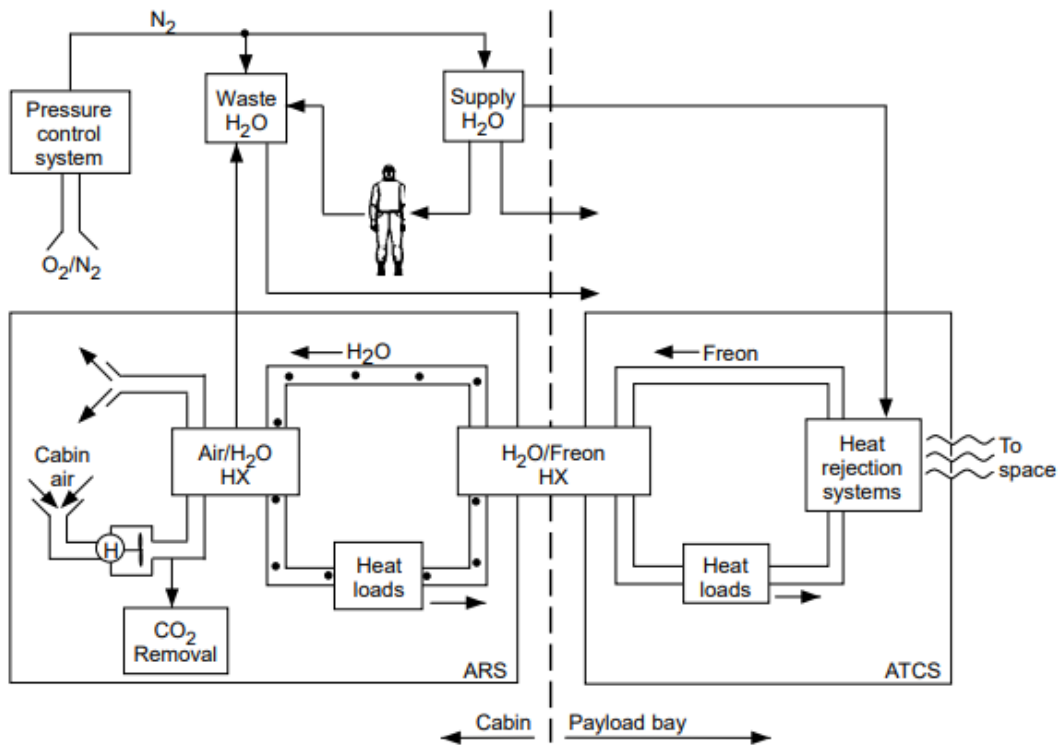 N2
Pressure
control
system
Waste
H2O
Supply
H2O
O2/N2
H2O
Freon
Cabin
air
Air/H2O
HX
H2O/Freon
HX
Heat
rejection
systems
To
space
H
Heat
loads
Heat
loads
CO2
Removal
ARS
ATCS
Cabin
Payload bay